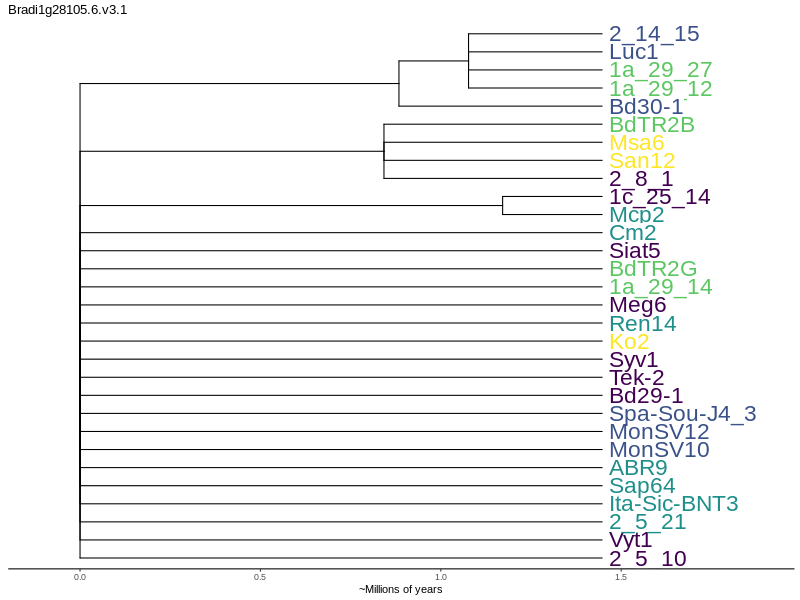 Bradi1g28105.6.v3.1
2_14_15
Luc1
1a_29_27
1a_29_12
Bd30-1
BdTR2B
Msa6
San12
2_8_1
1c_25_14
Mcp2
Cm2
Siat5
BdTR2G
1a_29_14
Meg6
Ren14
Ko2
Syv1
Tek-2
Bd29-1
Spa-Sou-J4_3
MonSV12
MonSV10
ABR9
Sap64
Ita-Sic-BNT3
2_5_21
Vyt1
2_5_10
0.0 0.5 1.0 1.5
~Millions of years